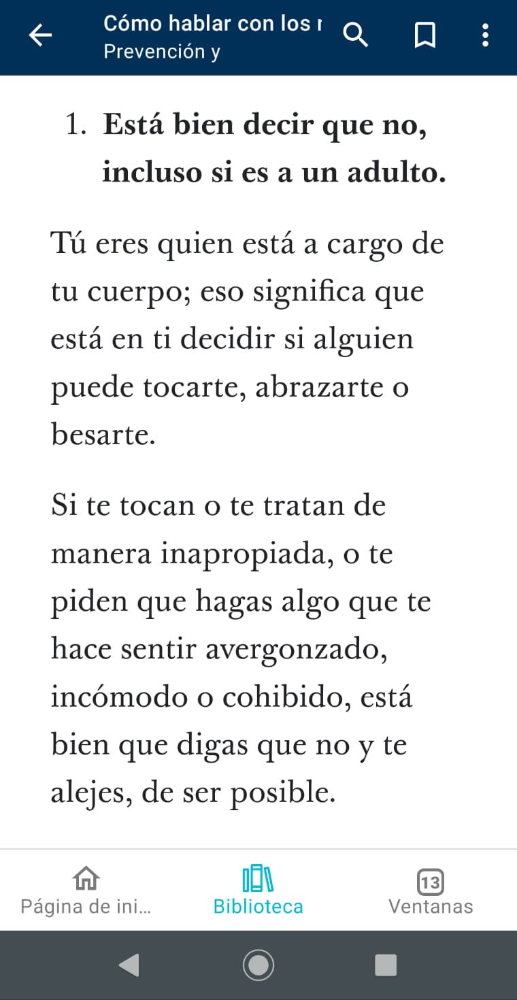 Cómo hablar con los
Prevención y
1. Está bien decir que no,
incluso si es a un adulto.
Tú eres quien está a cargo de
tu cuerpo; eso significa que
está en ti decidir si alguien
puede tocarte, abrazarte o
besarte.
Si te tocan o te tratan de
manera inapropiada, o te
piden que hagas algo que te
hace sentir avergonzado,
incómodo o cohibido, está
bien que digas que no y te
alejes, de ser posible.
13
Página de ini...
Biblioteca
Ventanas